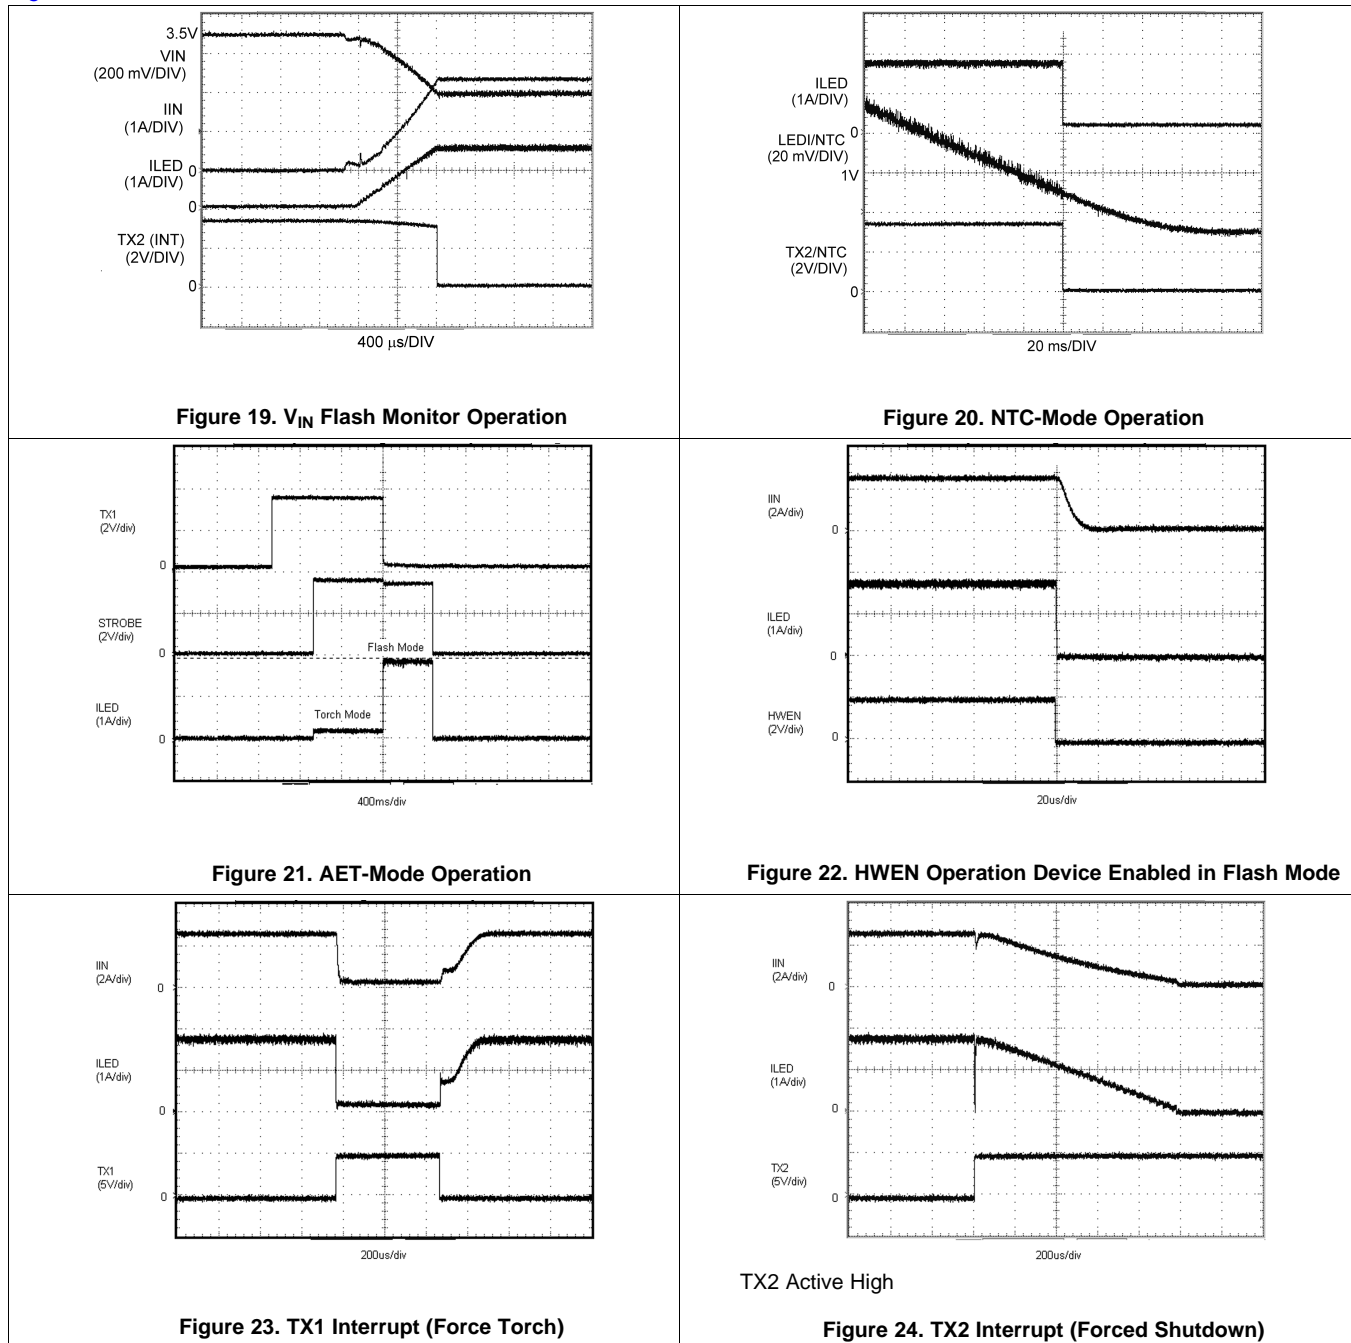 3.5V
VIN
(200 mV/DIV)
IIN
(1A/DIV)
ILED
(1A/DIV)
0
0
TX2 (INT)
(2V/DIV)
0
400 µs/DIV
Figure 19. VIN Flash Monitor Operation
ILED
(1A/DIV)
0
LEDI/NTC
(20 mV/DIV)
1V
TX2/NTC
(2V/DIV)
0
20 ms/DIV
Figure 20. NTC-Mode Operation
TX1
(2V/div)
0
STROBE
(2V/div)
0
Flash Mode
Torch Mode
ILED
(1A/div)
0
400ms/div
Figure 21. AET-Mode Operation
IIN
(2A/div)
0
ILED
(1A/div)
0
HWEN
(2V/div)
0
20us/div
Figure 22. HWEN Operation Device Enabled in Flash Mode
IIN
(2A/div)
0
ILED
(1A/div)
0
TX1
(5V/div)
0
200us/div
Figure 23. TX1 Interrupt (Force Torch)
IIN
(2A/div)
0
ILED
(1A/div)
0
TX2
(5V/div)
0
200us/div
TX2 Active High
Figure 24. TX2 Interrupt (Forced Shutdown)